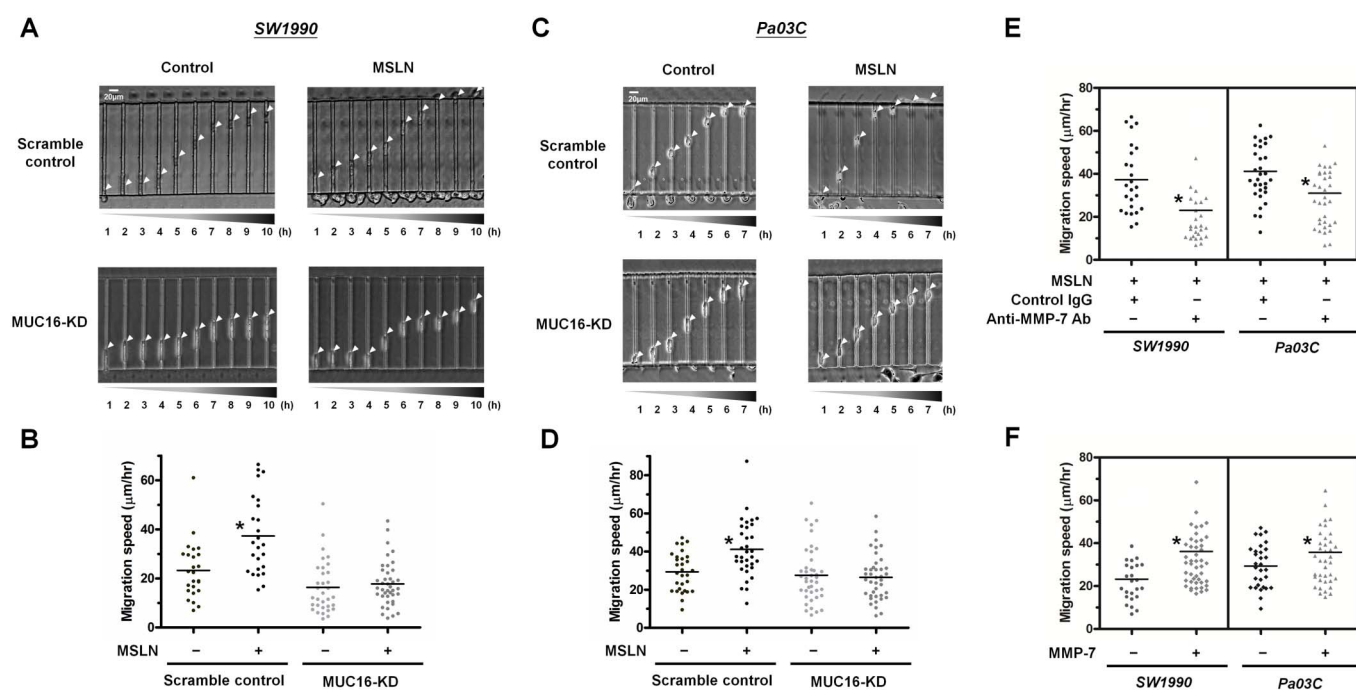 A
SW1990
Control
MSLN
Scramble control
20μm
1 2 3 4 5 6 7 8 9 10 (h)
1 2 3 4 5 6 7 8 9 10 (h)
MUC16-KD
1 2 3 4 5 6 7 8 9 10 (h)
1 2 3 4 5 6 7 8 9 10 (h)
B
Migration speed (μm/hr)
60
40
20
0
MSLN – + – +
Scramble control MUC16-KD
C
Pa03C
Control
MSLN
Scramble control
20μm
1 2 3 4 5 6 7 (h)
1 2 3 4 5 6 7 (h)
MUC16-KD
1 2 3 4 5 6 7 (h)
1 2 3 4 5 6 7 (h)
D
Migration speed (μm/hr)
100
80
60
40
20
0
MSLN – + – +
Scramble control MUC16-KD
E
Migration speed (μm/hr)
80
60
40
20
0
*
*
MSLN + + + +
Control IgG + – + –
Anti-MMP-7 Ab – + – +
SW1990 Pa03C
F
Migration speed (μm/hr)
80
60
40
20
0
*
*
MMP-7 – + – +
SW1990 Pa03C